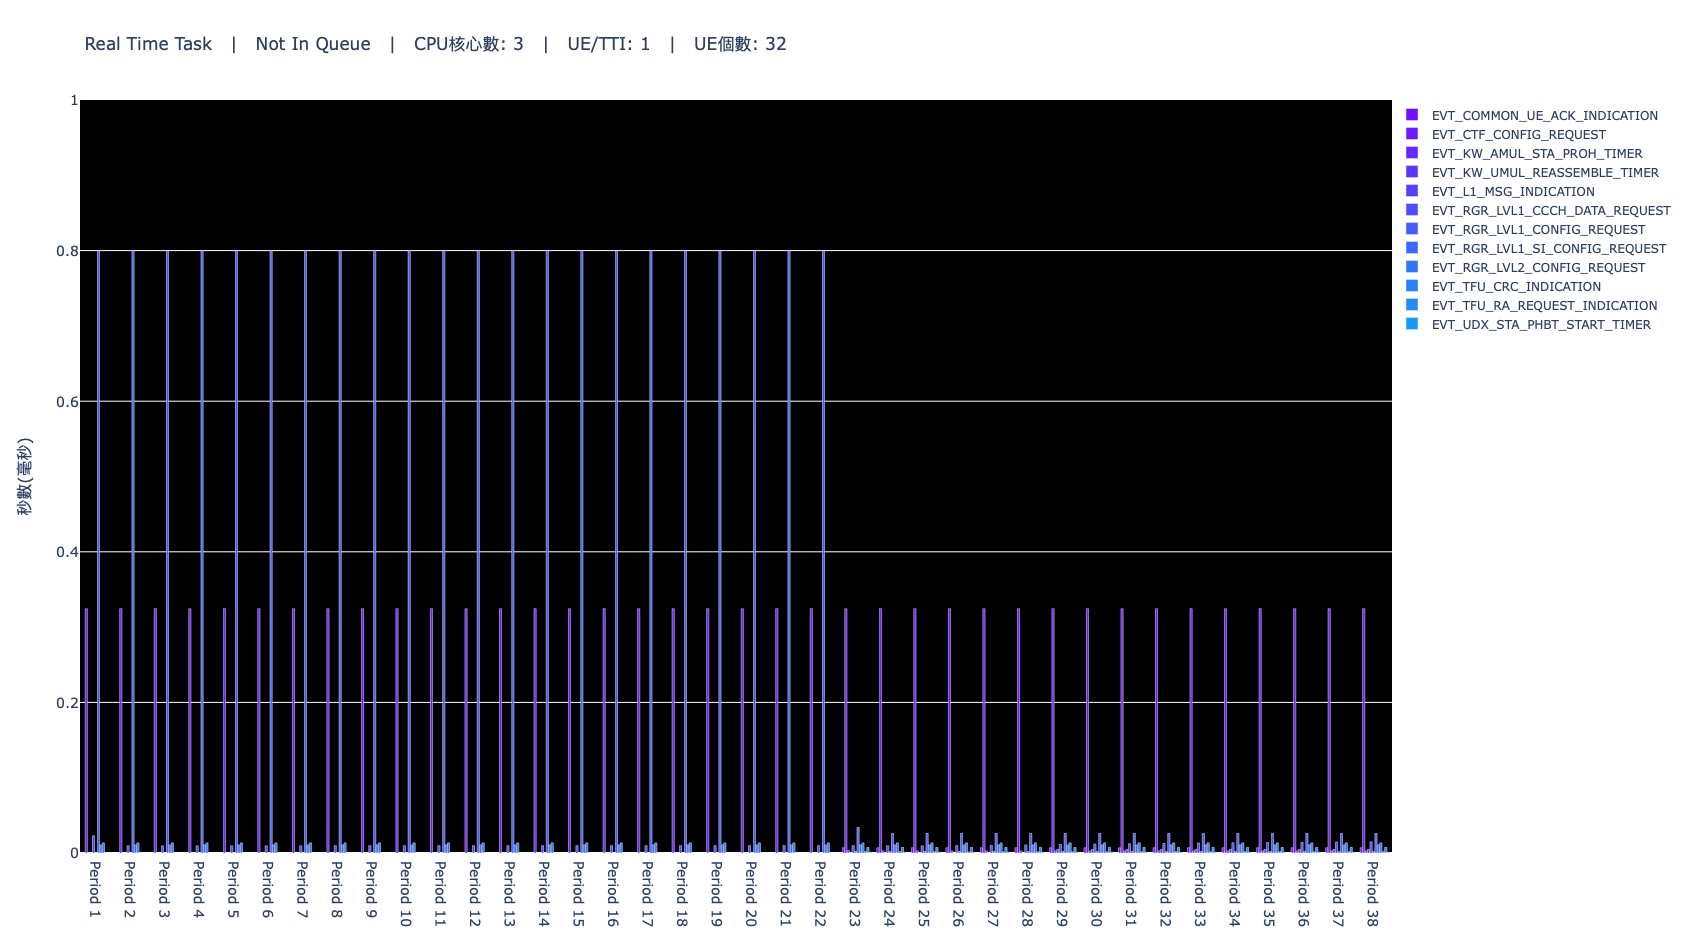 Real Time Task | Not In Queue | CPU核心數: 3 | UE/TTI: 1 | UE個數: 32
1
0.8
0.6
0.4
0.2
0
秒數(毫秒)
Period 1
Period 2
Period 3
Period 4
Period 5
Period 6
Period 7
Period 8
Period 9
Period 10
Period 11
Period 12
Period 13
Period 14
Period 15
Period 16
Period 17
Period 18
Period 19
Period 20
Period 21
Period 22
Period 23
Period 24
Period 25
Period 26
Period 27
Period 28
Period 29
Period 30
Period 31
Period 32
Period 33
Period 34
Period 35
Period 36
Period 37
Period 38
EVT_COMMON_UE_ACK_INDICATION
EVT_CTF_CONFIG_REQUEST
EVT_KW_AMUL_STA_PROH_TIMER
EVT_KW_UMUL_REASSEMBLE_TIMER
EVT_L1_MSG_INDICATION
EVT_RGR_LVL1_CCCH_DATA_REQUEST
EVT_RGR_LVL1_CONFIG_REQUEST
EVT_RGR_LVL1_SI_CONFIG_REQUEST
EVT_RGR_LVL2_CONFIG_REQUEST
EVT_TFU_CRC_INDICATION
EVT_TFU_RA_REQUEST_INDICATION
EVT_UDX_STA_PHBT_START_TIMER